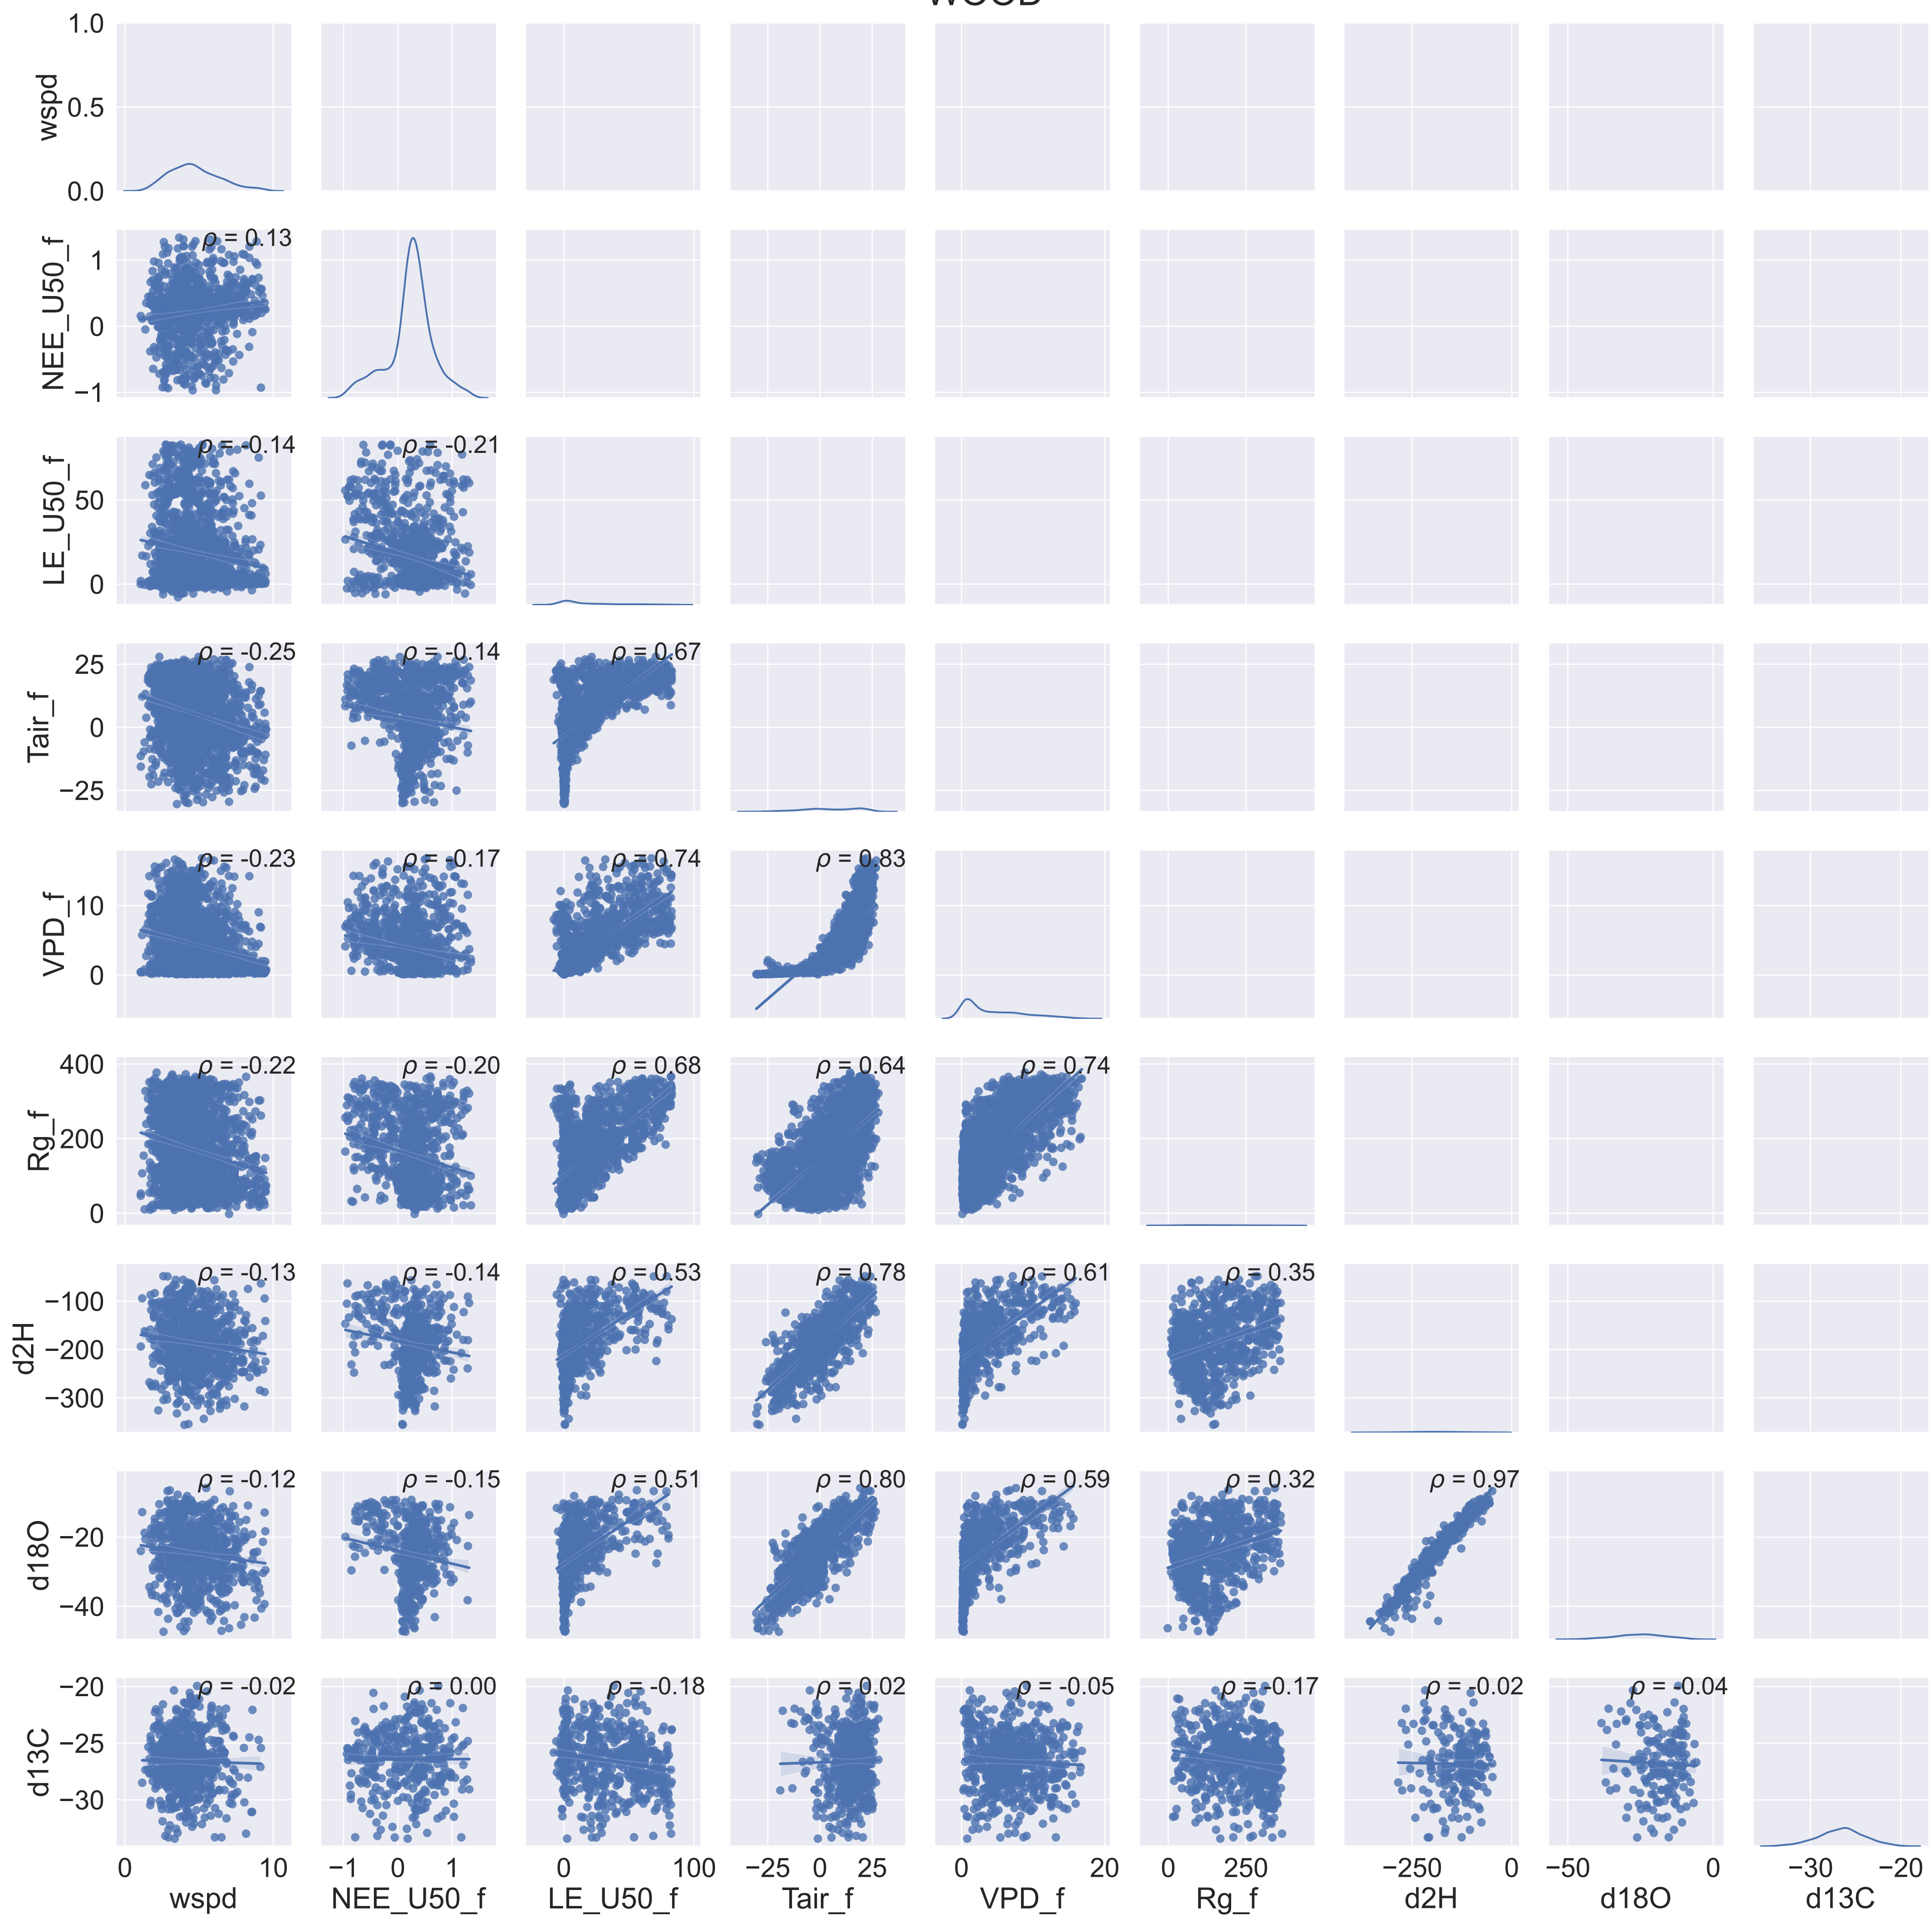 1.0
wspd
0.5
0.0
ρ = 0.13
NEE_U50_f
1
0
−1
ρ = -0.14
ρ = -0.21
LE_U50_f
50
0
ρ = -0.25
ρ = -0.14
ρ = 0.67
Tair_f
25
0
−25
ρ = -0.23
ρ = -0.17
ρ = 0.74
ρ = 0.83
VPD_f
10
0
ρ = -0.22
ρ = -0.20
ρ = 0.68
ρ = 0.64
ρ = 0.74
Rg_f
400
200
0
ρ = -0.13
ρ = -0.14
ρ = 0.53
ρ = 0.78
ρ = 0.61
ρ = 0.35
d2H
−100
−200
−300
ρ = -0.12
ρ = -0.15
ρ = 0.51
ρ = 0.80
ρ = 0.59
ρ = 0.32
ρ = 0.97
d18O
−20
−40
ρ = -0.02
ρ = 0.00
ρ = -0.18
ρ = 0.02
ρ = -0.05
ρ = -0.17
ρ = -0.02
ρ = -0.04
d13C
−20
−25
−30
0 10 −1 0 1 0 100 −25 0 25 0 20 0 250 −250 0 −50 0 −30 −20
wspd NEE_U50_f LE_U50_f Tair_f VPD_f Rg_f d2H d18O d13C